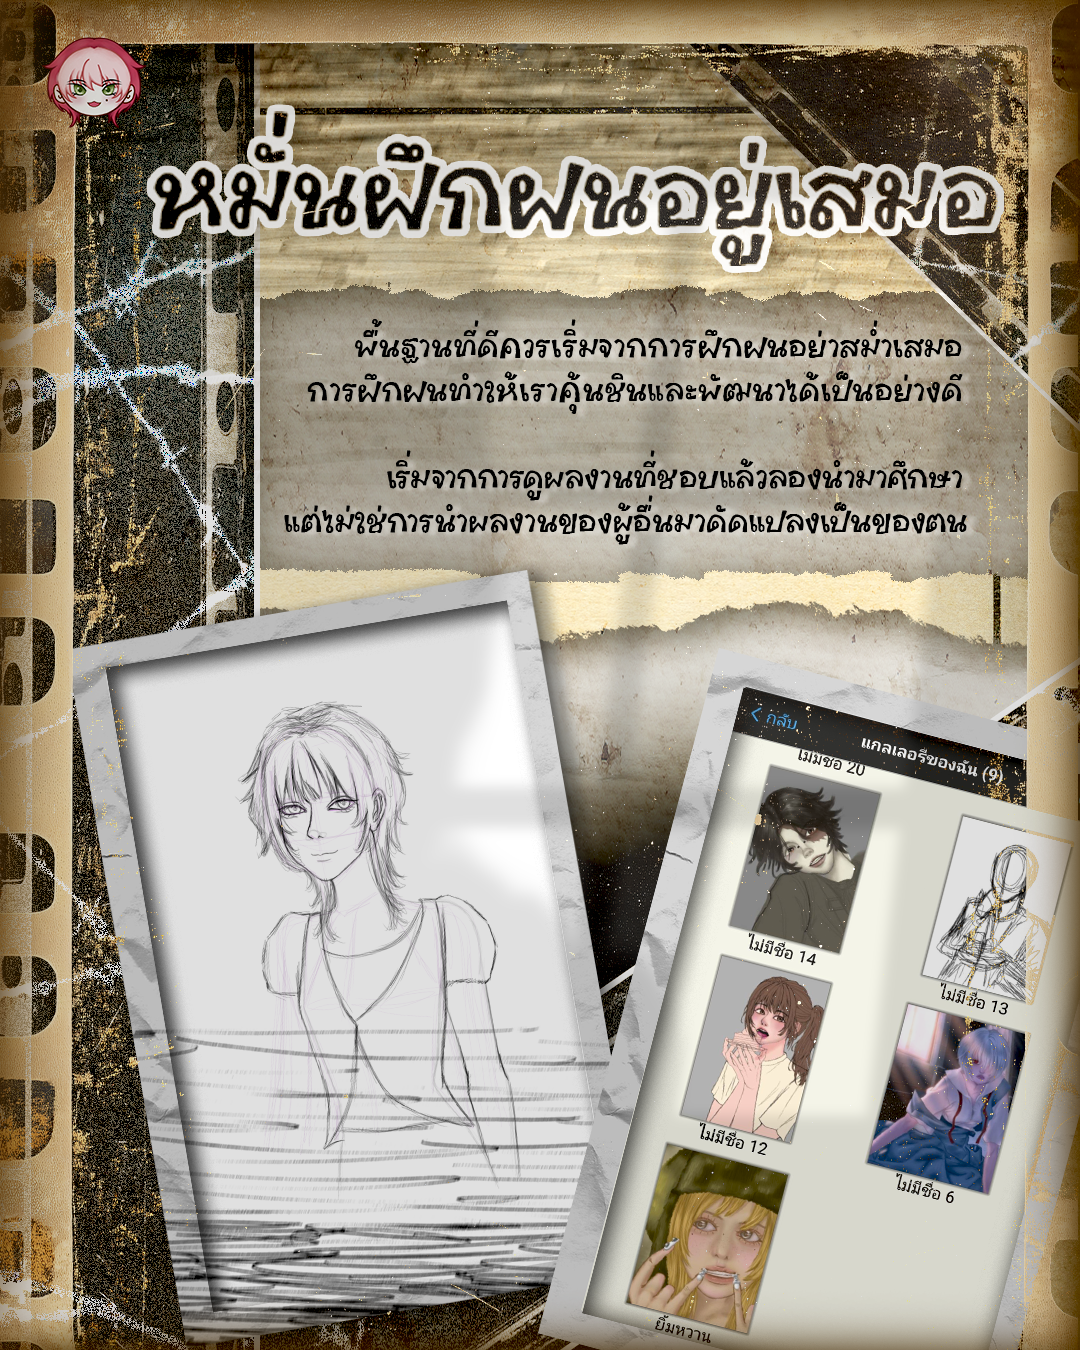 หมั่นฝึกฝนอยู่เสมอ
พื้นฐานที่ดีควรเริ่มจากการฝึกฝนอย่าสม่ำเสมอ
การฝึกฝนทำให้เราคุ้นชินและพัฒนาได้เป็นอย่างดี
เริ่มจากการดูผลงานที่ชอบแล้วลองนำมาศึกษา
แต่ไม่ใช่การนำผลงานของผู้อื่นมาดัดแปลงเป็นของตน
< กลับ
แกลเลอรี่ของฉัน (9)
ไม่มีชื่อ 20
ไม่มีชื่อ 14
ไม่มีชื่อ 13
ไม่มีชื่อ 12
ไม่มีชื่อ 6
ยิ้มหวาน